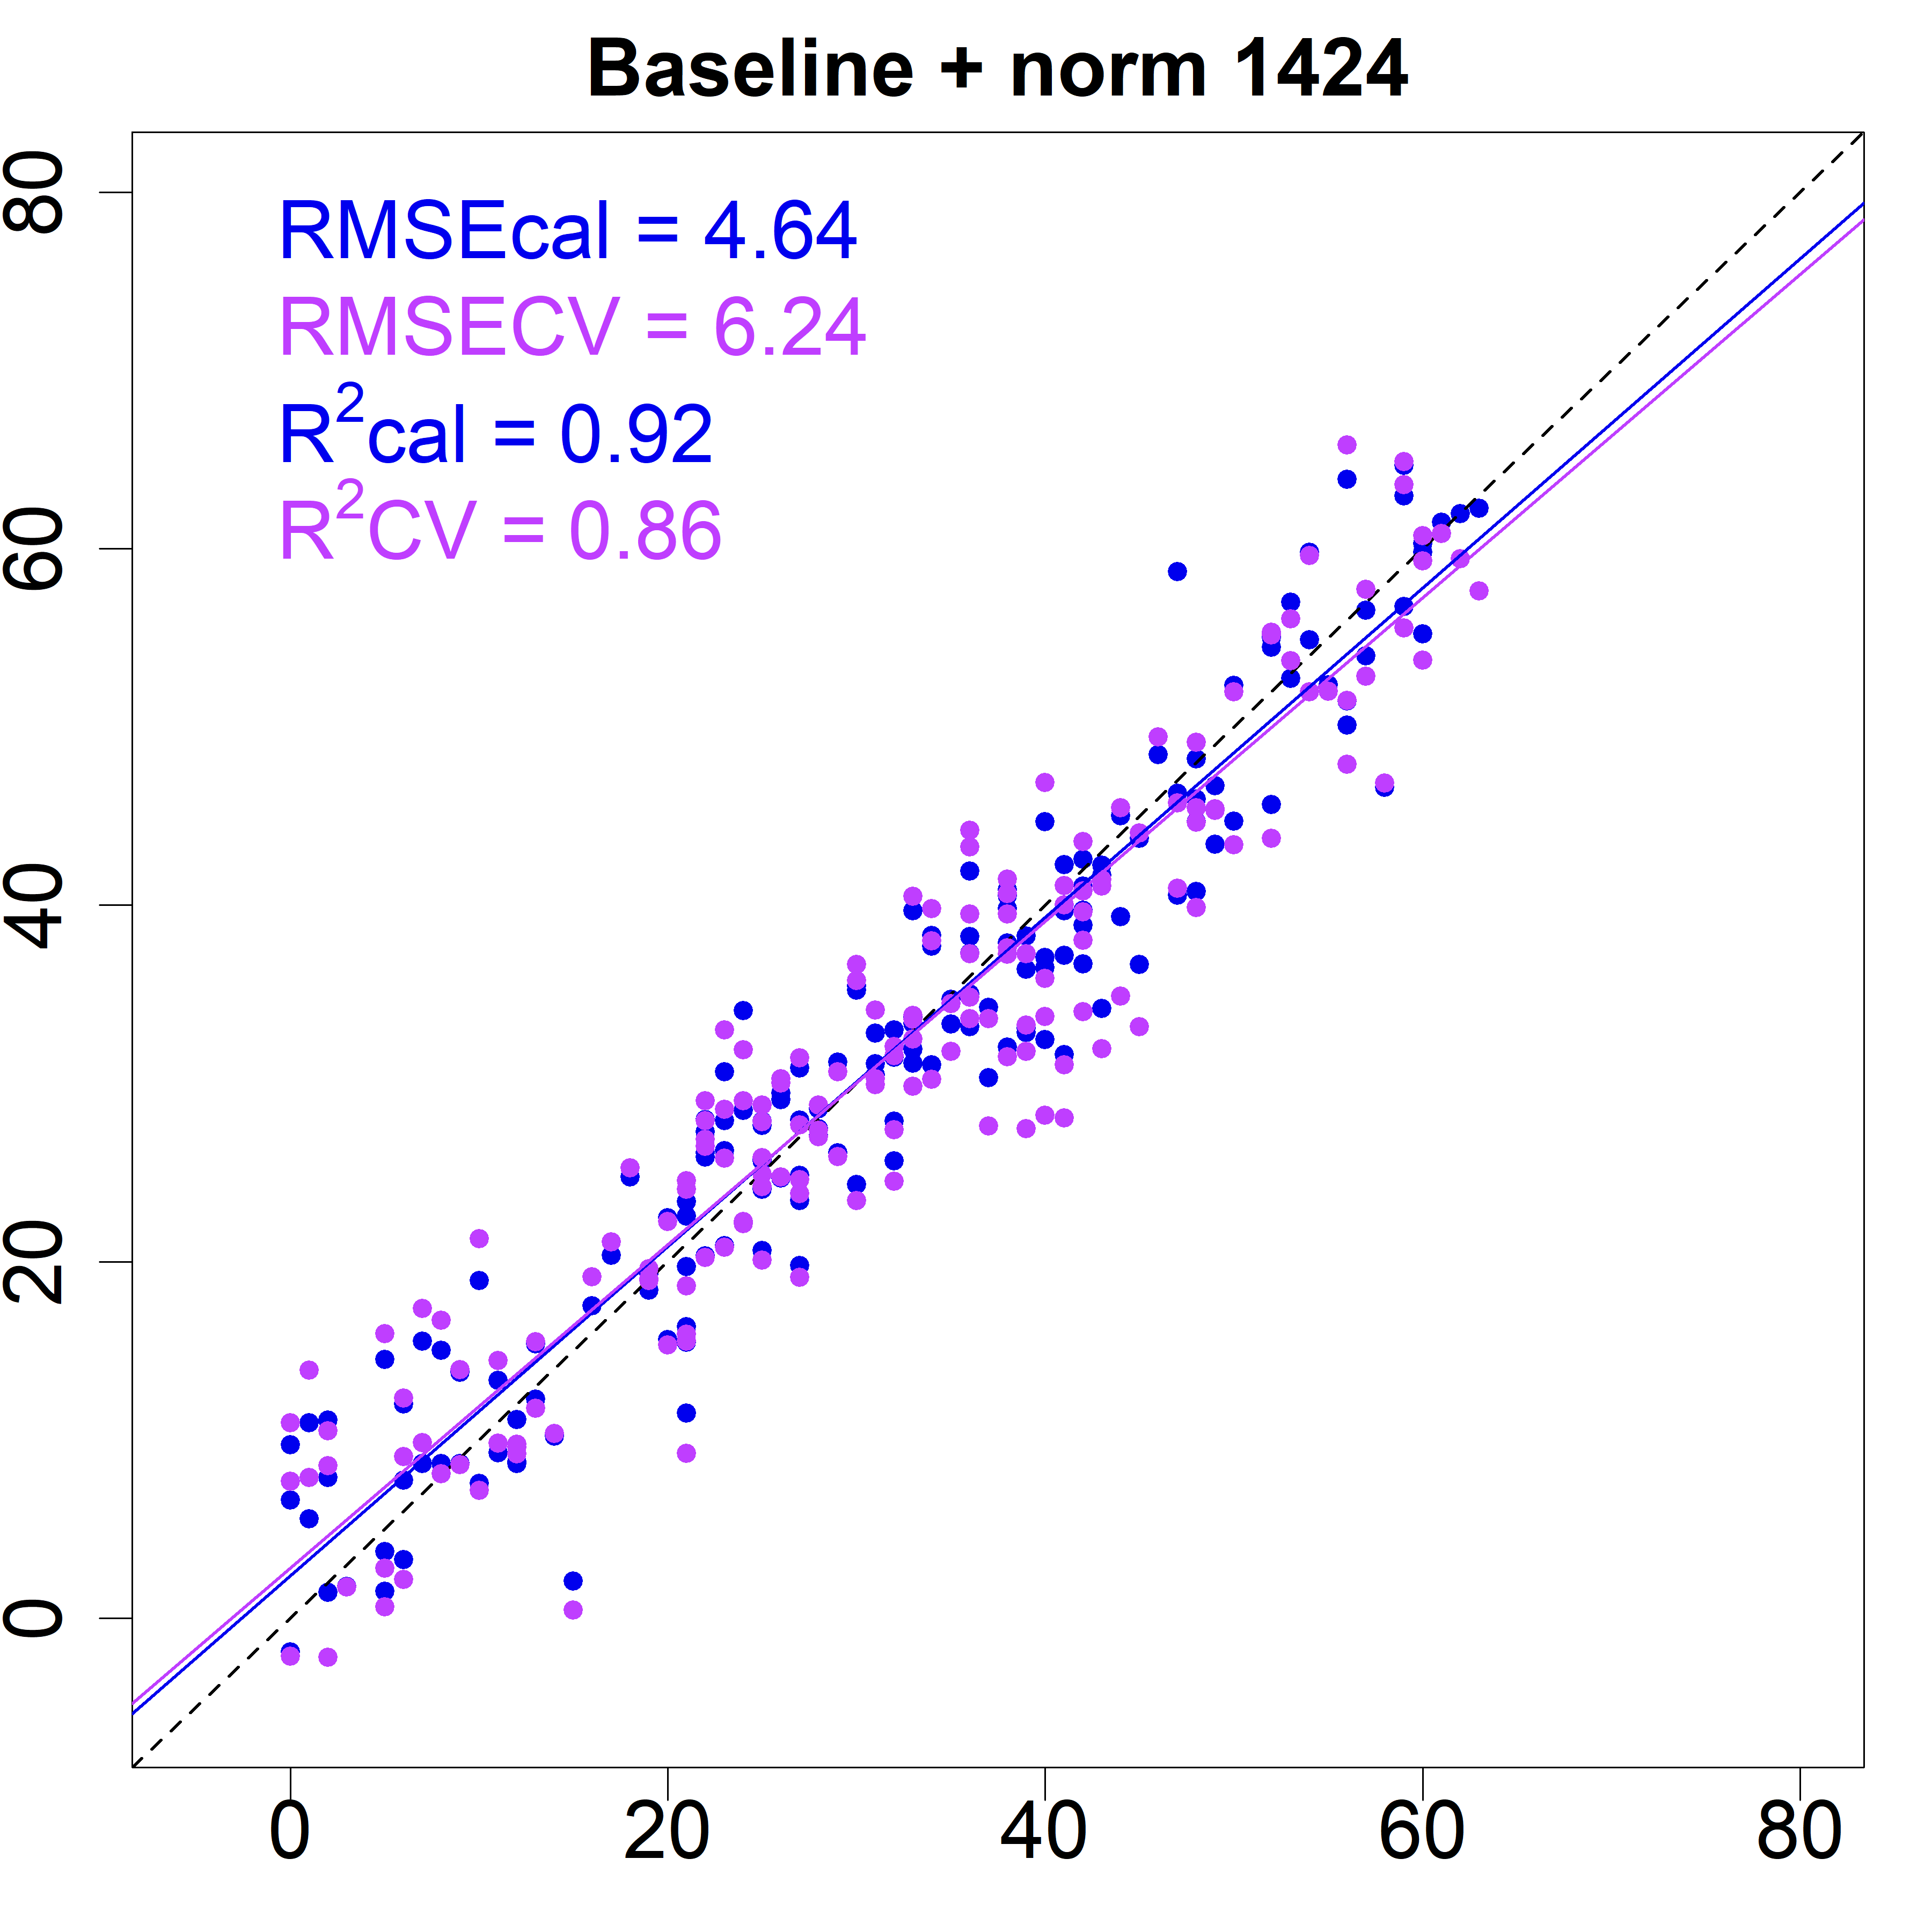 Baseline + norm 1424
80
RMSEcal = 4.64
RMSECV = 6.24
R²cal = 0.92
R²CV = 0.86
60
40
20
0
0 20 40 60 80